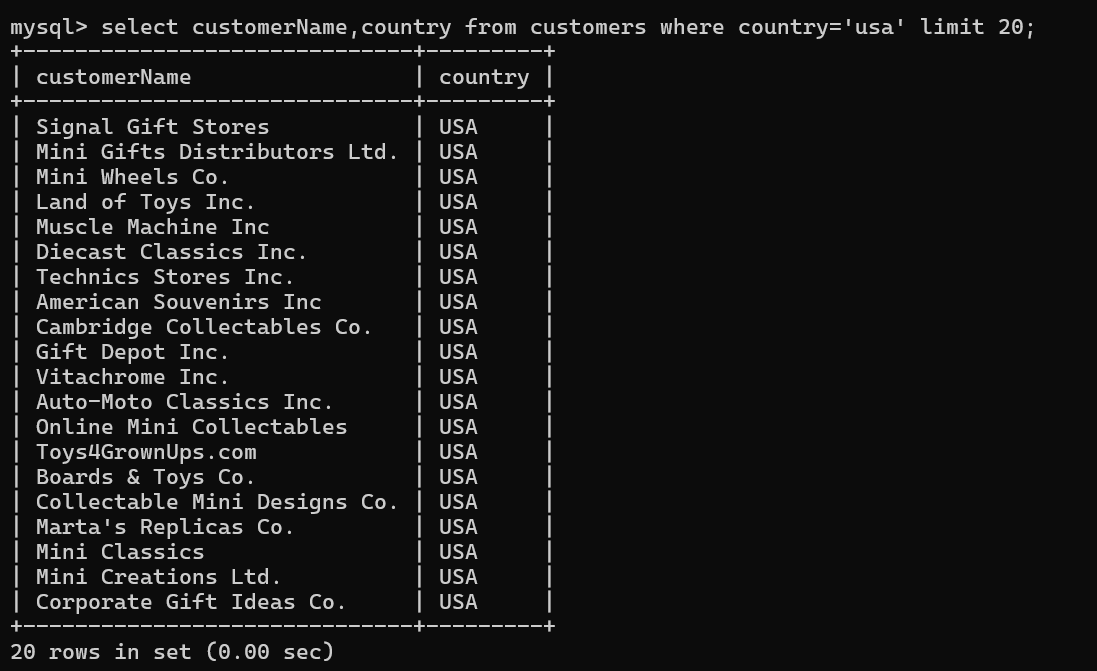 mysql> select customerName,country from customers where country='usa' limit 20;
+------------------------------+---------+
| customerName                 | country |
+------------------------------+---------+
| Signal Gift Stores           | USA     |
| Mini Gifts Distributors Ltd. | USA     |
| Mini Wheels Co.              | USA     |
| Land of Toys Inc.            | USA     |
| Muscle Machine Inc           | USA     |
| Diecast Classics Inc.        | USA     |
| Technics Stores Inc.         | USA     |
| American Souvenirs Inc       | USA     |
| Cambridge Collectables Co.   | USA     |
| Gift Depot Inc.              | USA     |
| Vitachrome Inc.              | USA     |
| Auto-Moto Classics Inc.      | USA     |
| Online Mini Collectables     | USA     |
| Toys4GrownUps.com            | USA     |
| Boards & Toys Co.            | USA     |
| Collectable Mini Designs Co. | USA     |
| Marta's Replicas Co.         | USA     |
| Mini Classics                | USA     |
| Mini Creations Ltd.          | USA     |
| Corporate Gift Ideas Co.     | USA     |
+------------------------------+---------+
20 rows in set (0.00 sec)